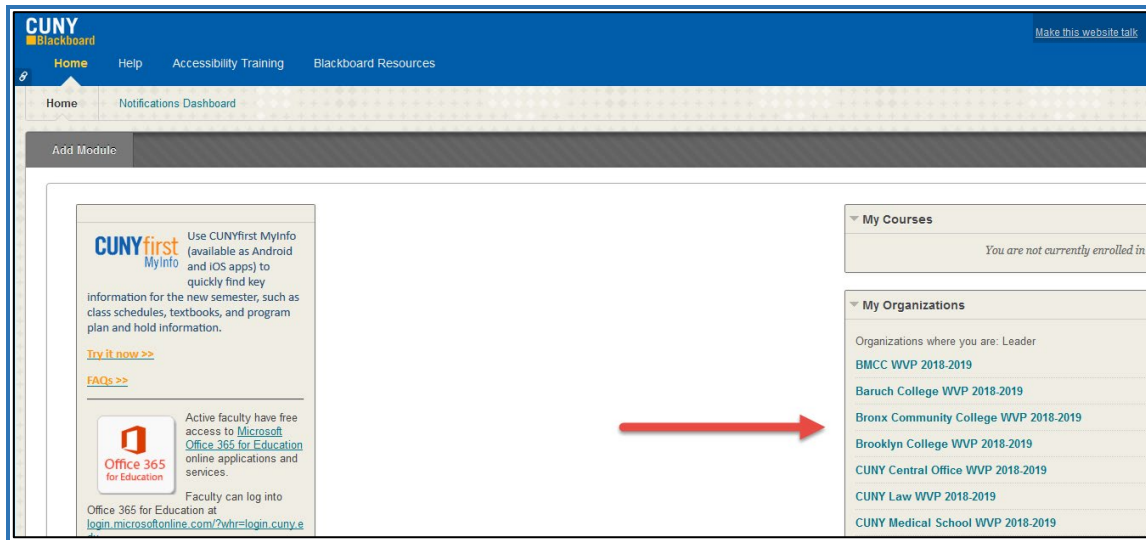 CUNY
Blackboard
Make this website talk
Home Help Accessibility Training Blackboard Resources
Home Notifications Dashboard
Add Module
CUNYfirst
MyInfo
Use CUNYfirst MyInfo
(available as Android
and iOS apps) to
quickly find key
information for the new semester, such as
class schedules, textbooks, and program
plan and hold information.
Try it now >>
FAQs >>
Office 365
for Education
Active faculty have free
access to Microsoft
Office 365 for Education
online applications and
services.
Faculty can log into
Office 365 for Education at
login.microsoftonline.com/?whr=login.cuny.e
My Courses
You are not currently enrolled in
My Organizations
Organizations where you are: Leader
BMCC WVP 2018-2019
Baruch College WVP 2018-2019
Bronx Community College WVP 2018-2019
Brooklyn College WVP 2018-2019
CUNY Central Office WVP 2018-2019
CUNY Law WVP 2018-2019
CUNY Medical School WVP 2018-2019